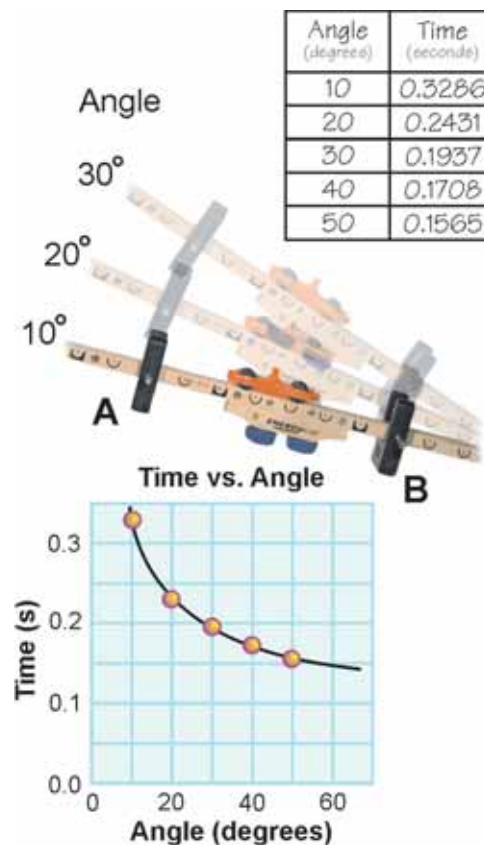 Angle Time
(degrees) (seconds)
10 0.3286
20 0.2431
30 0.1937
40 0.1708
50 0.1565
Angle
30°
20°
10°
A
B
Time vs. Angle
Time (s)
0.3
0.2
0.1
0.0
0 20 40 60
Angle (degrees)